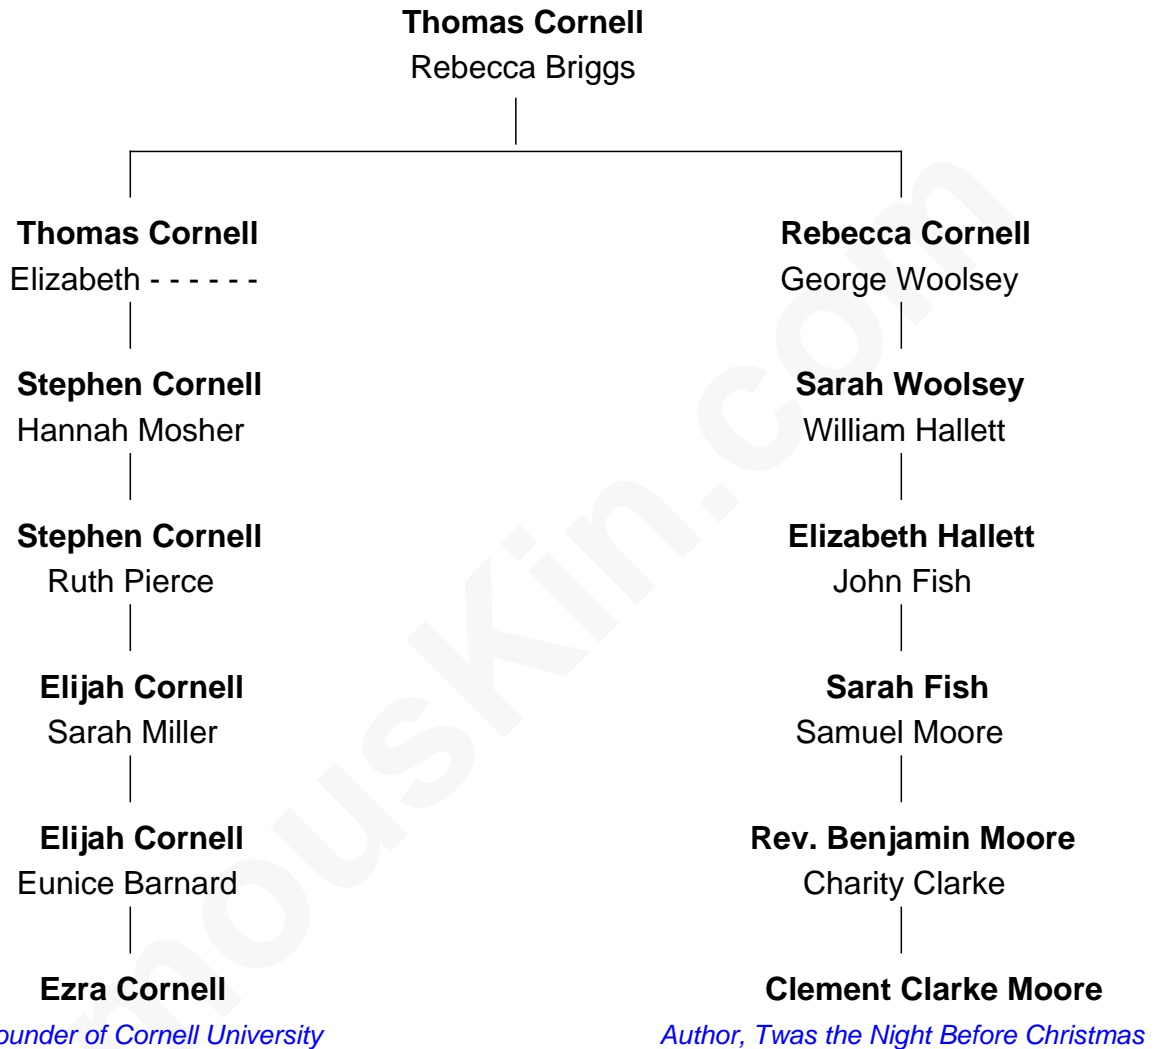 Thomas Cornell
Rebecca Briggs
Thomas Cornell
Elizabeth - - - - - -
Rebecca Cornell
George Woolsey
Stephen Cornell
Hannah Mosher
Sarah Woolsey
William Hallett
Stephen Cornell
Ruth Pierce
Elizabeth Hallett
John Fish
Elijah Cornell
Sarah Miller
Sarah Fish
Samuel Moore
Elijah Cornell
Eunice Barnard
Rev. Benjamin Moore
Charity Clarke
Ezra Cornell
ounder of Cornell University
Clement Clarke Moore
Author, Twas the Night Before Christmas
mousKin.com